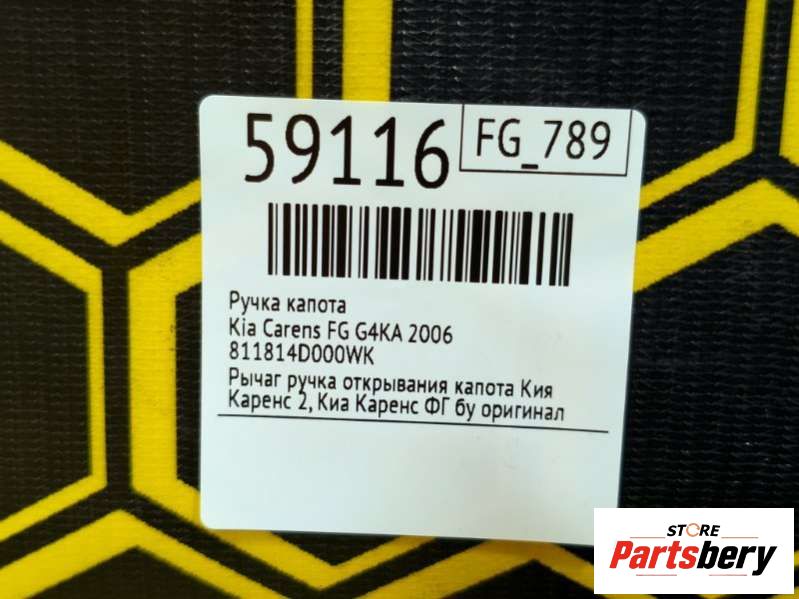 59116
FG_789
Ручка капота
Kia Carens FG G4KA 2006
811814D000WK
Рычаг ручка открывания капота Кия
Каренс 2, Киа Каренс ФГ бу оригинал
STORE
Partsbery